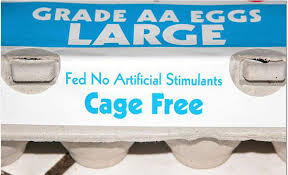 GRADE AA EGGS
LARGE
Fed No Artificial Stimulants
Cage Free